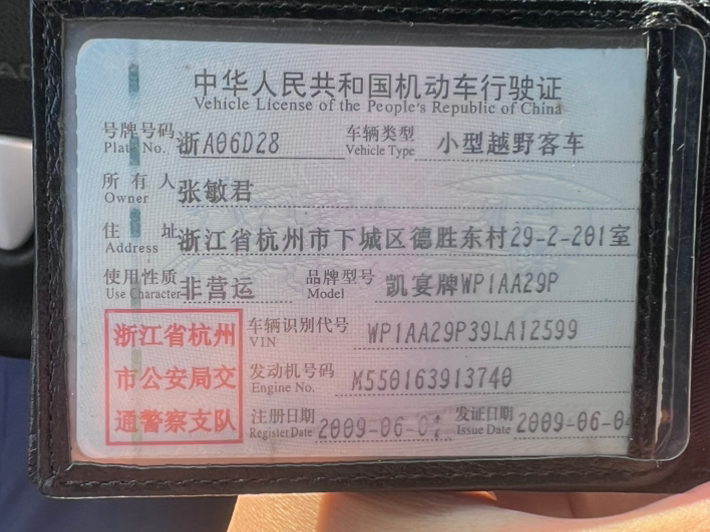 中华人民共和国机动车行驶证
Vehicle License of the People's Republic of China
号牌号码 浙A06D28 车辆类型 小型越野客车
Plate No. Vehicle Type
所有人 张敏君
Owner
住址 浙江省杭州市下城区德胜东村29-2-201室
Address
使用性质 非营运 品牌型号 凯宴牌WP1AA29P
Use Character Model
浙江省杭州
市公安局交
通警察支队
车辆识别代号 WP1AA29P39LA12599
VIN
发动机号码 M550163913740
Engine No.
注册日期 2009-06-0 发证日期 2009-06-04
Register Date Issue Date